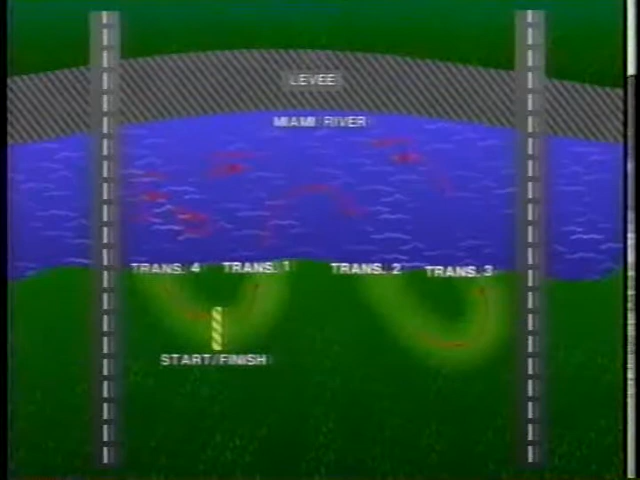 LEVEE
MIAMI RIVER
TRANS. 4 TRANS. 1 TRANS. 2 TRANS. 3
START/FINISH